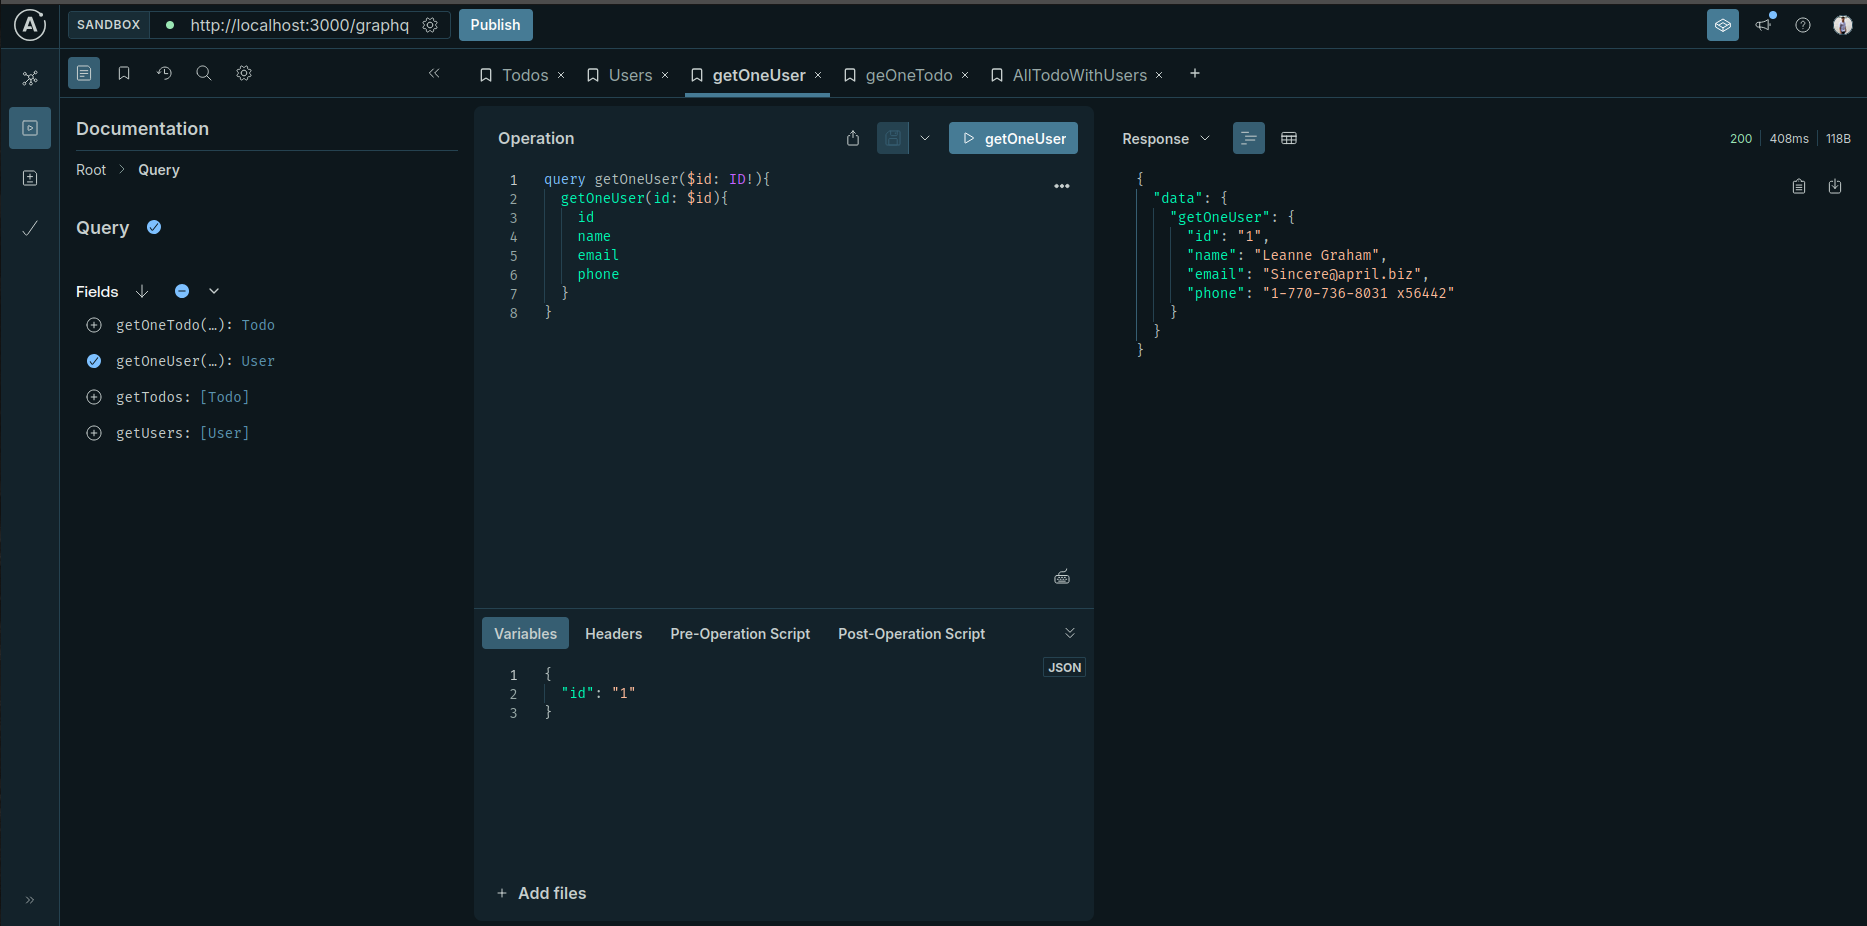 SANDBOX http://localhost:3000/graphq Publish
Todos Users getOneUser geOneTodo AllTodoWithUsers
Documentation
Root > Query
Query
Fields
getOneTodo(…): Todo
getOneUser(…): User
getTodos: [Todo]
getUsers: [User]
Operation getOneUser
1 query getOneUser($id: ID!){
2 getOneUser(id: $id){
3 id
4 name
5 email
6 phone
7 }
8 }
Variables Headers Pre-Operation Script Post-Operation Script
JSON
1 {
2 "id": "1"
3 }
+ Add files
Response 200 408ms 118B
{
"data": {
"getOneUser": {
"id": "1",
"name": "Leanne Graham",
"email": "Sincere@april.biz",
"phone": "1-770-736-8031 x56442"
}
}
}